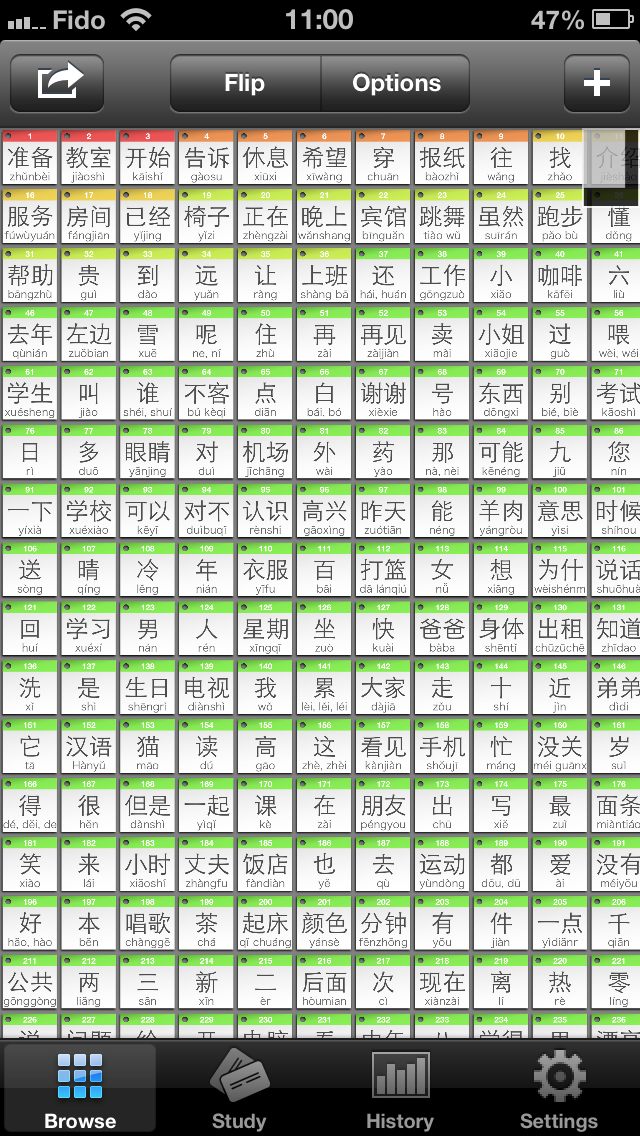 Fido 11:00 47%
Flip Options +
1 2 3 4 5 6 7 8 9 10
准备 教室 开始 告诉 休息 希望 穿 报纸 往 找 介绍
zhǔnbèi jiàoshì kāishǐ gàosu xiūxi xīwàng chuān bàozhǐ wǎng zhǎo jièshào
16 17 18 19 20 21 22 23 24 25
服务 房间 已经 椅子 正在 晚上 宾馆 跳舞 虽然 跑步 懂
fúwùyuán fángjiān yǐjing yǐzi zhèngzài wǎnshang bīnguǎn tiào wǔ suīrán pǎo bù dǒng
31 32 33 34 35 36 37 38 39 40 41
帮助 贵 到 远 让 上班 还 工作 小 咖啡 六
bāngzhù guì dào yuǎn ràng shàng bā hái, huán gōngzuò xiǎo kāfēi liù
46 47 48 49 50 51 52 53 54 55 56
去年 左边 雪 呢 住 再 再见 卖 小姐 过 喂
qùnián zuǒbian xuě ne, ní zhù zài zàijiàn mài xiǎojie guò wèi, wéi
61 62 63 64 65 66 67 68 69 70 71
学生 叫 谁 不客 点 白 谢谢 号 东西 别 考试
xuésheng jiào shéi, shuí bú kèqi diǎn bái, bó xièxie hào dōngxi bié, biè kǎoshì
76 77 78 79 80 81 82 83 84 85 86
日 多 眼睛 对 机场 外 药 那 可能 九 您
rì duō yǎnjing duì jīchǎng wài yào nà, nèi kěnéng jiǔ nín
91 92 93 94 95 96 97 98 99 100 101
一下 学校 可以 对不 认识 高兴 昨天 能 羊肉 意思 时候
yíxià xuéxiào kěyǐ duìbuqǐ rènshi gāoxìng zuótiān néng yángròu yìsi shíhou
106 107 108 109 110 111 112 113 114 115 116
送 晴 冷 年 衣服 百 打篮 女 想 为什 说话
sòng qíng lěng nián yīfu bǎi dǎ lánqiú nǚ xiǎng wèishénm shuōhuà
121 122 123 124 125 126 127 128 129 130 131
回 学习 男 人 星期 坐 快 爸爸 身体 出租 知道
huí xuéxí nán rén xīngqī zuò kuài bàba shēntǐ chūzūchē zhīdao
136 137 138 139 140 141 142 143 144 145 146
洗 是 生日 电视 我 累 大家 走 十 近 弟弟
xǐ shì shēngrì diànshì wǒ lèi, lěi, léi dàjiā zǒu shí jìn dìdi
151 152 153 154 155 156 157 158 159 160 161
它 汉语 猫 读 高 这 看见 手机 忙 没关 岁
tā Hànyǔ māo dú gāo zhè, zhèi kànjiàn shǒujī máng méi guānx suì
166 167 168 169 170 171 172 173 174 175 176
得 很 但是 一起 课 在 朋友 出 写 最 面条
dé, děi, de hěn dànshì yìqǐ kè zài péngyou chū xiě zuì miàntiáo
181 182 183 184 185 186 187 188 189 190 191
笑 来 小时 丈夫 饭店 也 去 运动 都 爱 没有
xiào lái xiǎoshí zhàngfu fàndiàn yě qù yùndòng dōu, dū ài méiyǒu
196 197 198 199 200 201 202 203 204 205 206
好 本 唱歌 茶 起床 颜色 分钟 有 件 一点 千
hǎo, hào běn chànggē chá qǐ chuáng yánsè fēnzhōng yǒu jiàn yìdiǎnr qiān
211 212 213 214 215 216 217 218 219 220 221
公共 两 三 新 二 后面 次 现在 离 热 零
gōnggòng liǎng sān xīn èr hòumian cì xiànzài lí rè líng
226 227 228 229 230 231 232 233 234 235 236
Browse Study History Settings